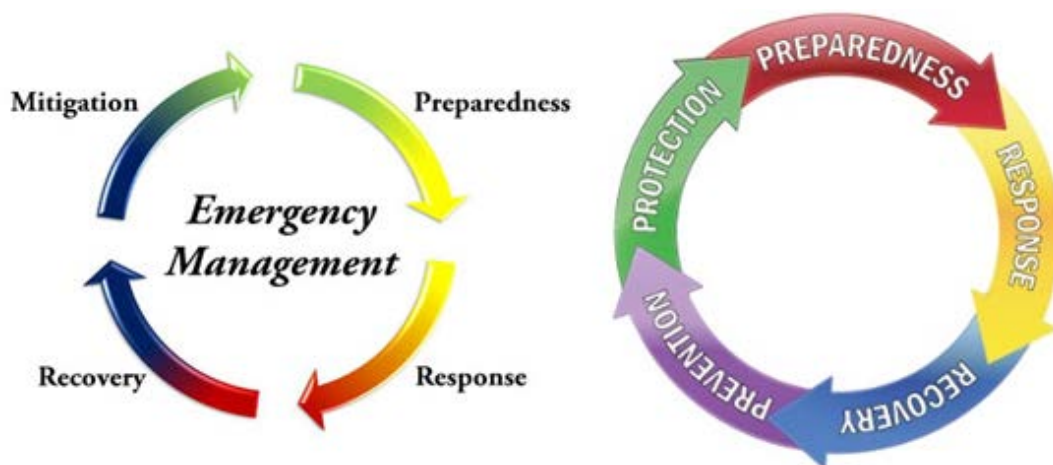 Mitigation
Preparedness
Emergency
Management
Recovery
Response
PREPAREDNESS
RESPONSE
RECOVERY
PREVENTION
PROTECTION